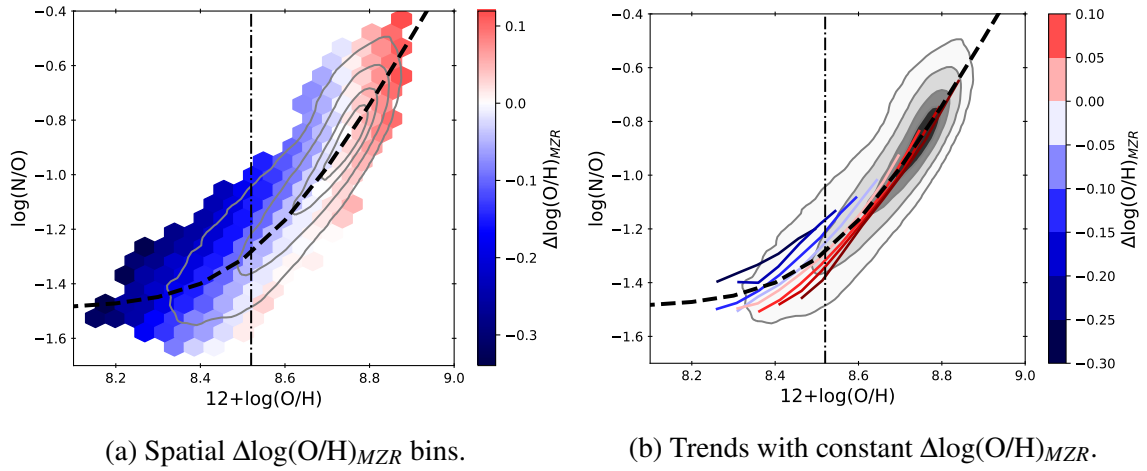 −0.4
−0.6
−0.8
−1.0
−1.2
−1.4
−1.6
log(N/O)
8.2 8.4 8.6 8.8 9.0
12+log(O/H)
0.1
0.0
−0.1
−0.2
−0.3
Δlog(O/H)MZR
(a) Spatial Δlog(O/H)MZR bins.
−0.4
−0.6
−0.8
−1.0
−1.2
−1.4
−1.6
log(N/O)
8.2 8.4 8.6 8.8 9.0
12+log(O/H)
0.10
0.05
0.00
−0.05
−0.10
−0.15
−0.20
−0.25
−0.30
Δlog(O/H)MZR
(b) Trends with constant Δlog(O/H)MZR.